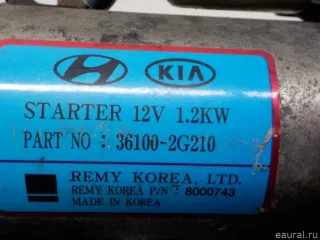 KIA
STARTER 12V 1.2KW
PART NO : 36100-2G210
REMY KOREA, LTD.
REMY KOREA P/N : 8000743
MADE IN KOREA
eaural.ru